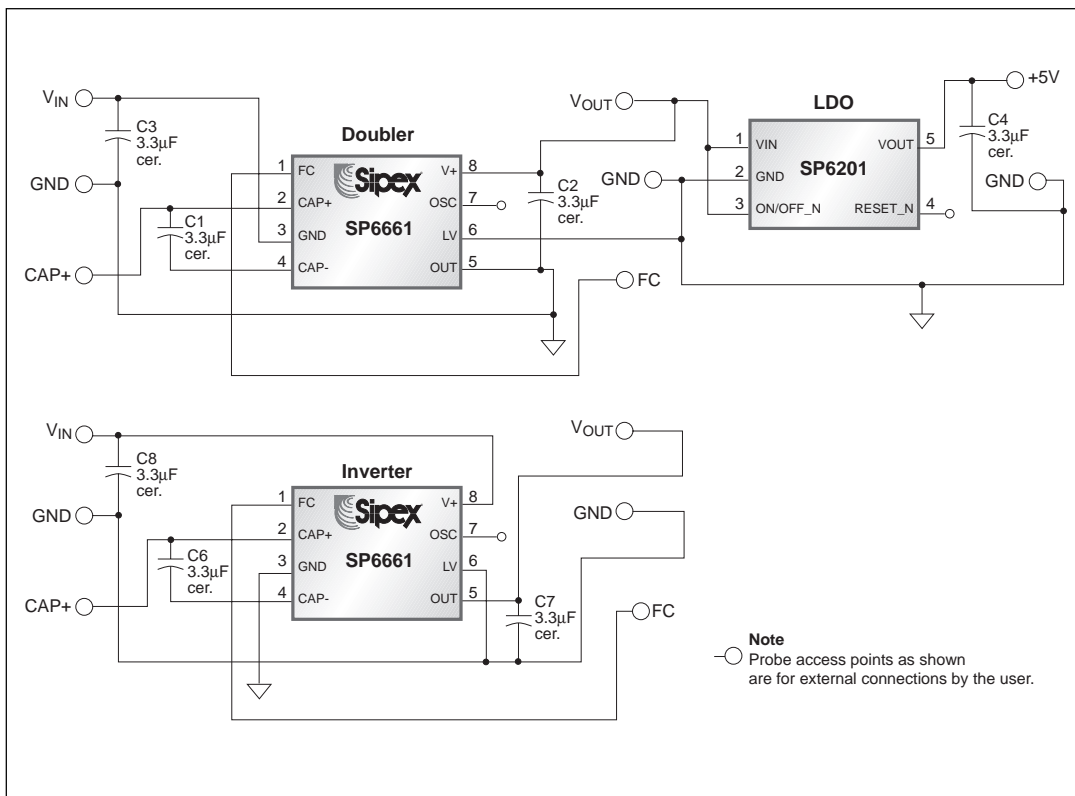 VIN
C3
3.3µF
cer.
GND
C1
3.3µF
cer.
CAP+
Doubler
1 FC
2 CAP+
3 GND
4 CAP-
Sipex
SP6661
V+ 8
OSC 7
LV 6
OUT 5
C2
3.3µF
cer.
VOUT
GND
FC
LDO
1 VIN
2 GND
3 ON/OFF_N
SP6201
VOUT 5
RESET_N 4
+5V
C4
3.3µF
cer.
GND
VIN
C8
3.3µF
cer.
GND
C6
3.3µF
cer.
CAP+
Inverter
1 FC
2 CAP+
3 GND
4 CAP-
Sipex
SP6661
V+ 8
OSC 7
LV 6
OUT 5
C7
3.3µF
cer.
VOUT
GND
FC
Note
Probe access points as shown
are for external connections by the user.